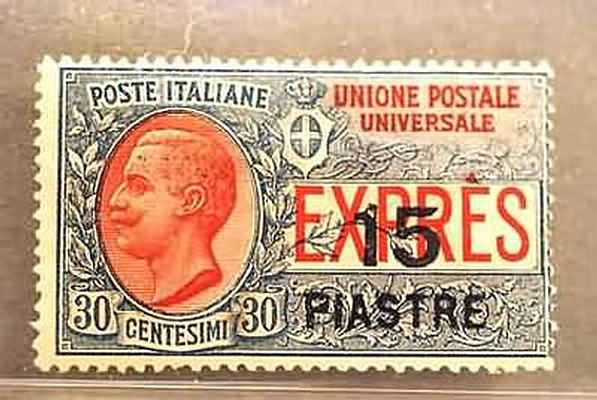 POSTE ITALIANE
UNIONE POSTALE
UNIVERSALE
EXPRÈS
15
30 CENTESIMI 30
PIASTRE